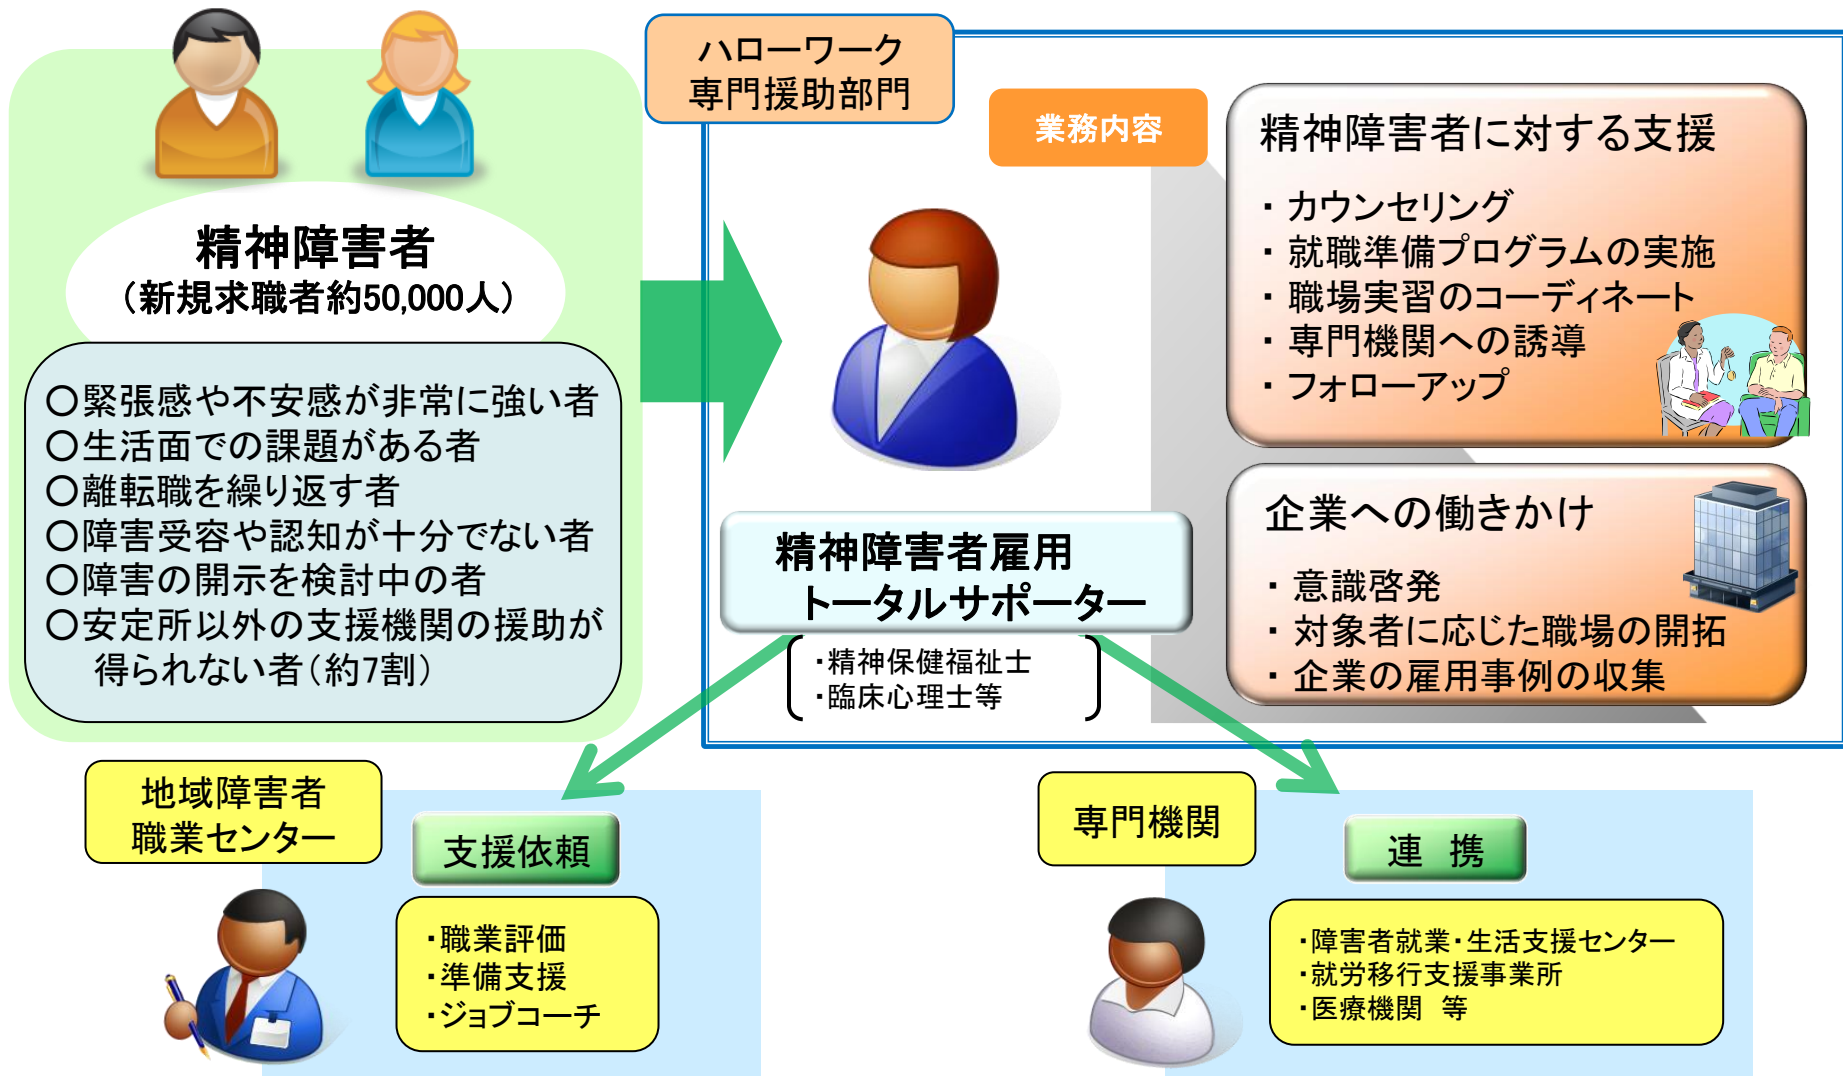 精神障害者
（新規求職者約50,000人）
○緊張感や不安感が非常に強い者
○生活面での課題がある者
○離転職を繰り返す者
○障害受容や認知が十分でない者
○障害の開示を検討中の者
○安定所以外の支援機関の援助が
得られない者（約7割）
ハローワーク
専門援助部門
業務内容
精神障害者に対する支援
・カウンセリング
・就職準備プログラムの実施
・職場実習のコーディネート
・専門機関への誘導
・フォローアップ
企業への働きかけ
・意識啓発
・対象者に応じた職場の開拓
・企業の雇用事例の収集
精神障害者雇用
トータルサポーター
・精神保健福祉士
・臨床心理士等
地域障害者
職業センター
支援依頼
・職業評価
・準備支援
・ジョブコーチ
専門機関
連　携
・障害者就業・生活支援センター
・就労移行支援事業所
・医療機関　等